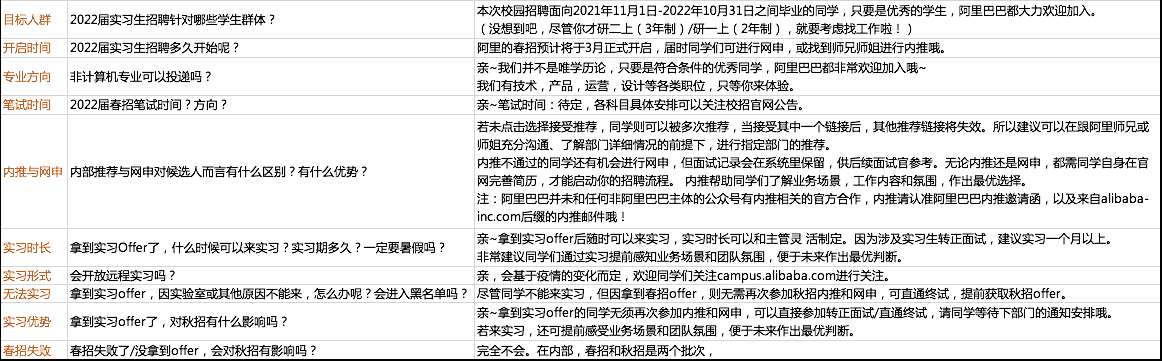 目标人群
2022届实习生招聘针对哪些学生群体？
本次校园招聘面向2021年11月1日-2022年10月31日之间毕业的同学，只要是优秀的学生，阿里巴巴都大力欢迎加入。
（没想到吧，尽管你才研二上（3年制）/研一上（2年制），就要考虑找工作啦！）
开启时间
2022届实习生招聘多久开始呢？
阿里的春招预计将于3月正式开启，届时同学们可进行网申，或找到师兄师姐进行内推哦。
专业方向
非计算机专业可以投递吗？
亲~我们并不是唯学历论，只要是符合条件的优秀同学，阿里巴巴都非常欢迎加入哦~
我们有技术，产品，运营，设计等各类职位，只等你来体验。
笔试时间
2022届春招笔试时间？方向？
亲~笔试时间：待定，各科目具体安排可以关注校招官网公告。
内推与网申
内部推荐与网申对候选人而言有什么区别？有什么优势？
若未点击选择接受推荐，同学则可以被多次推荐，当接受其中一个链接后，其他推荐链接将失效。所以建议可以在跟阿里师兄或
师姐充分沟通、了解部门详细情况的前提下，进行指定部门的推荐。
内推不通过的同学还有机会进行网申，但面试记录会在系统里保留，供后续面试官参考。无论内推还是网申，都需同学自身在官
网完善简历，才能启动你的招聘流程。 内推帮助同学们了解业务场景，工作内容和氛围，作出最优选择。
注：阿里巴巴并未和任何非阿里巴巴主体的公众号有内推相关的官方合作，内推请认准阿里巴巴内推邀请函，以及来自alibaba-
inc.com后缀的内推邮件哦！
实习时长
拿到实习Offer了，什么时候可以来实习？实习期多久？一定要暑假吗？
亲~拿到实习offer后随时可以来实习，实习时长可以和主管灵 活制定。因为涉及实习生转正面试，建议实习一个月以上。
非常建议同学们通过实习提前感知业务场景和团队氛围，便于未来作出最优判断。
实习形式
会开放远程实习吗？
亲，会基于疫情的变化而定，欢迎同学们关注campus.alibaba.com进行关注。
无法实习
拿到实习offer，因实验室或其他原因不能来，怎么办呢？会进入黑名单吗？
尽管同学不能来实习，但因拿到春招offer，则无需再次参加秋招内推和网申，可直通终试，提前获取秋招offer。
实习优势
拿到实习offer了，对秋招有什么影响吗？
亲~拿到实习offer的同学无须再次参加内推和网申，可以直接参加转正面试/直通终试，请同学等待下部门的通知安排哦。
若来实习，还可提前感受业务场景和团队氛围，便于未来作出最优判断。
春招失败
春招失败了/没拿到offer，会对秋招有影响吗？
完全不会。在内部，春招和秋招是两个批次，